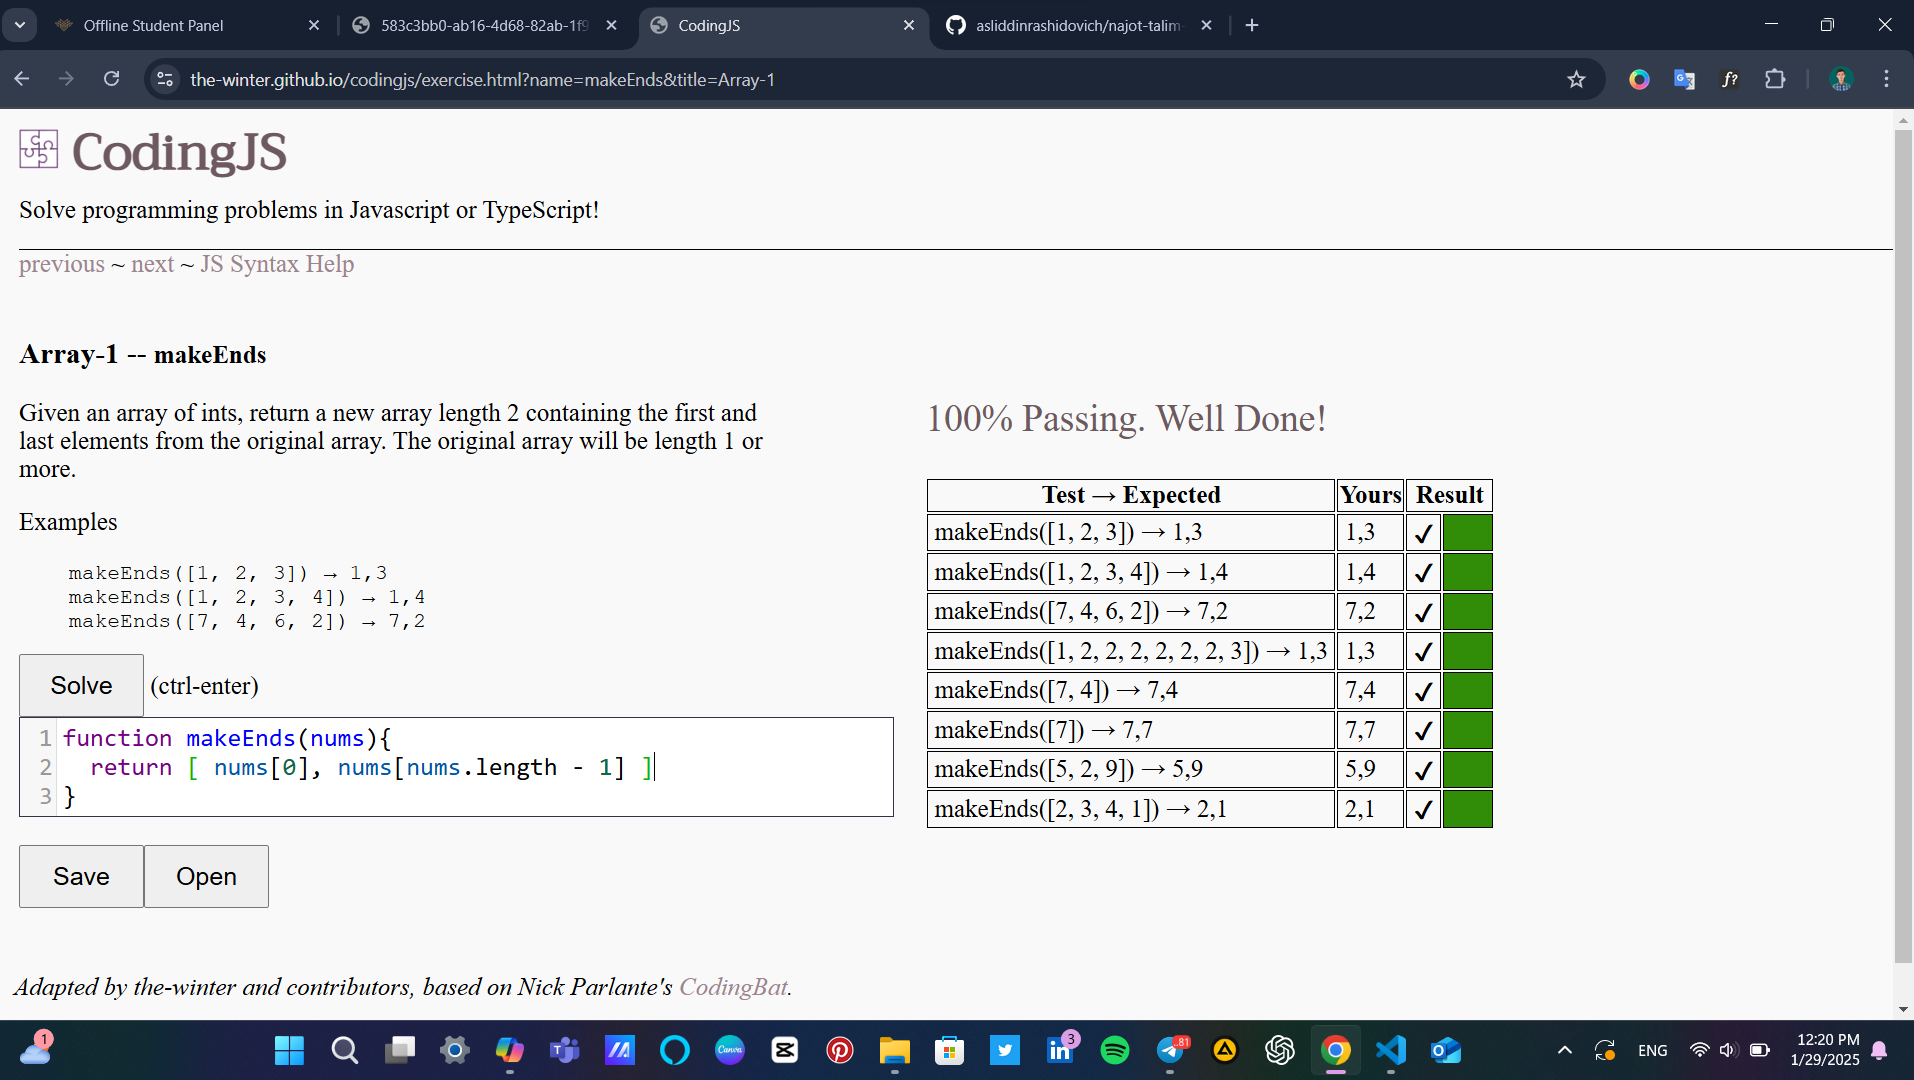 Offline Student Panel
583c3bb0-ab16-4d68-82ab-1f9
CodingJS
asliddinrashidovich/najot-talim-
the-winter.github.io/codingjs/exercise.html?name=makeEnds&title=Array-1
CodingJS
Solve programming problems in Javascript or TypeScript!
previous ~ next ~ JS Syntax Help
Array-1 -- makeEnds
Given an array of ints, return a new array length 2 containing the first and
last elements from the original array. The original array will be length 1 or
more.
Examples
makeEnds([1, 2, 3]) → 1,3
makeEnds([1, 2, 3, 4]) → 1,4
makeEnds([7, 4, 6, 2]) → 7,2
Solve (ctrl-enter)
1 function makeEnds(nums){
2 return [ nums[0], nums[nums.length - 1] ]
3 }
Save Open
100% Passing. Well Done!
Test → Expected Yours Result
makeEnds([1, 2, 3]) → 1,3 1,3 ✔
makeEnds([1, 2, 3, 4]) → 1,4 1,4 ✔
makeEnds([7, 4, 6, 2]) → 7,2 7,2 ✔
makeEnds([1, 2, 2, 2, 2, 2, 2, 3]) → 1,3 1,3 ✔
makeEnds([7, 4]) → 7,4 7,4 ✔
makeEnds([7]) → 7,7 7,7 ✔
makeEnds([5, 2, 9]) → 5,9 5,9 ✔
makeEnds([2, 3, 4, 1]) → 2,1 2,1 ✔
Adapted by the-winter and contributors, based on Nick Parlante's CodingBat.
1
Canva
3
81
ENG
12:20 PM
1/29/2025